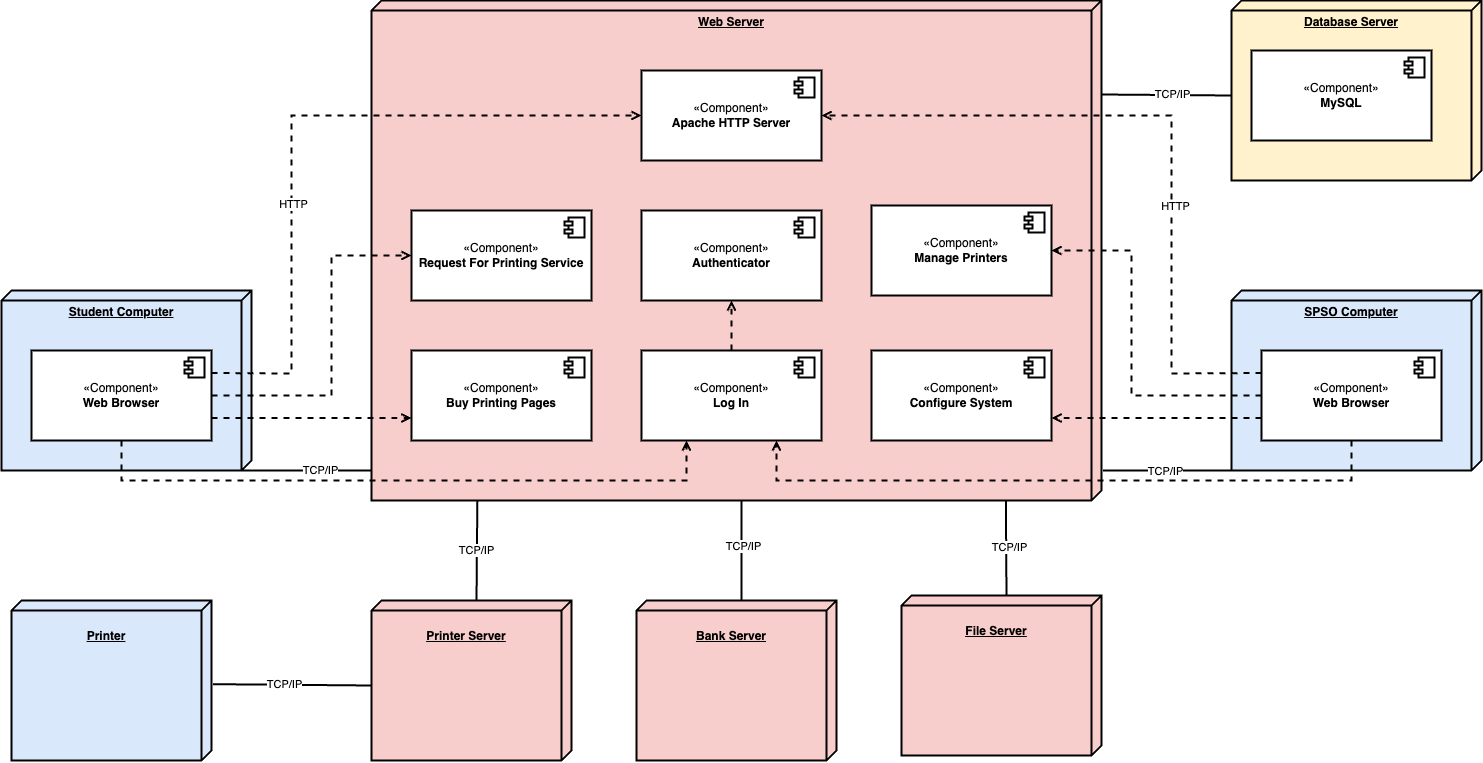 Web Server
Database Server
«Component»
Apache HTTP Server
«Component»
MySQL
TCP/IP
HTTP
HTTP
«Component»
Request For Printing Service
«Component»
Authenticator
«Component»
Manage Printers
Student Computer
SPSO Computer
«Component»
Web Browser
«Component»
Buy Printing Pages
«Component»
Log In
«Component»
Configure System
«Component»
Web Browser
TCP/IP
TCP/IP
TCP/IP
TCP/IP
TCP/IP
Printer
Printer Server
Bank Server
File Server
TCP/IP